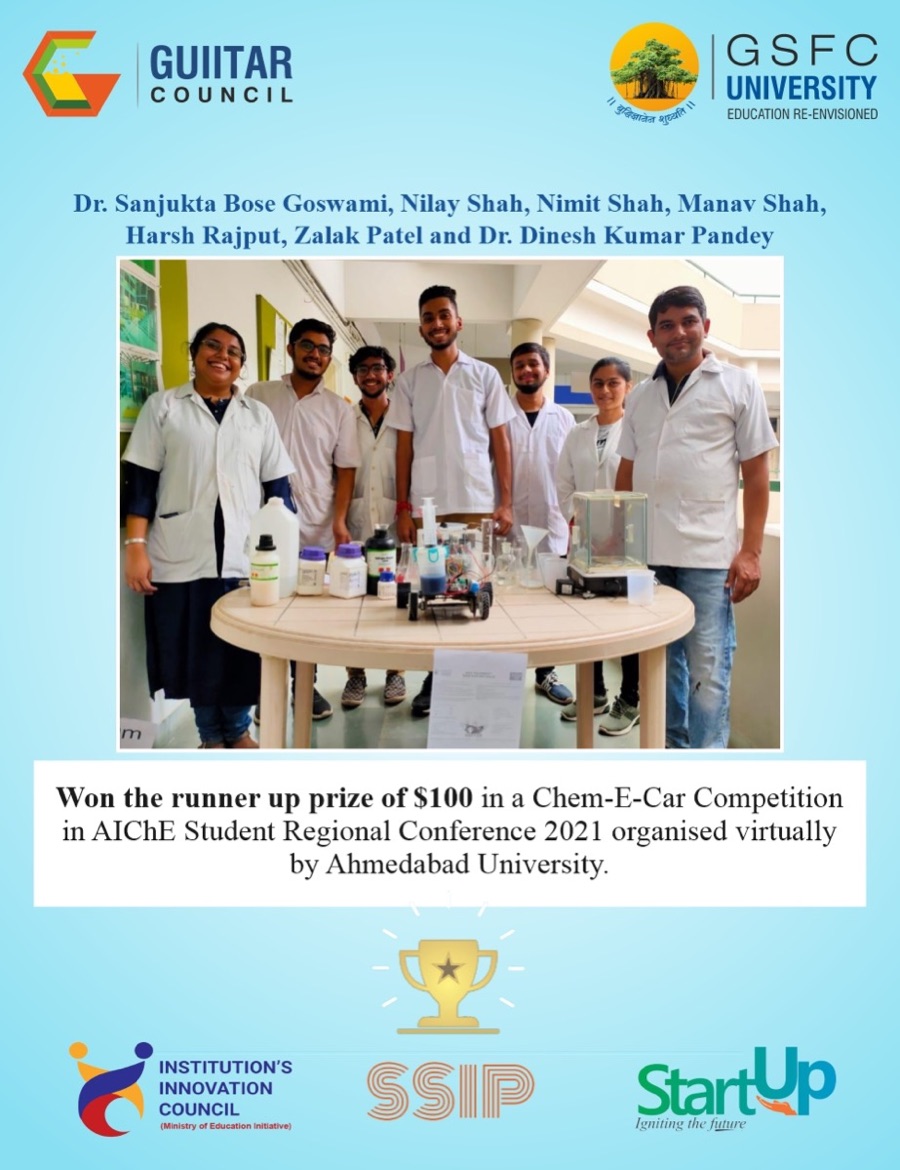 GUIITAR
COUNCIL
GSFC
UNIVERSITY
EDUCATION RE-ENVISIONED
Dr. Sanjukta Bose Goswami, Nilay Shah, Nimit Shah, Manav Shah,
Harsh Rajput, Zalak Patel and Dr. Dinesh Kumar Pandey
m
Won the runner up prize of $100 in a Chem-E-Car Competition
in AIChE Student Regional Conference 2021 organised virtually
by Ahmedabad University.
INSTITUTION'S
INNOVATION
COUNCIL
(Ministry of Education Initiative)
SSIP
StartUp
Igniting the future